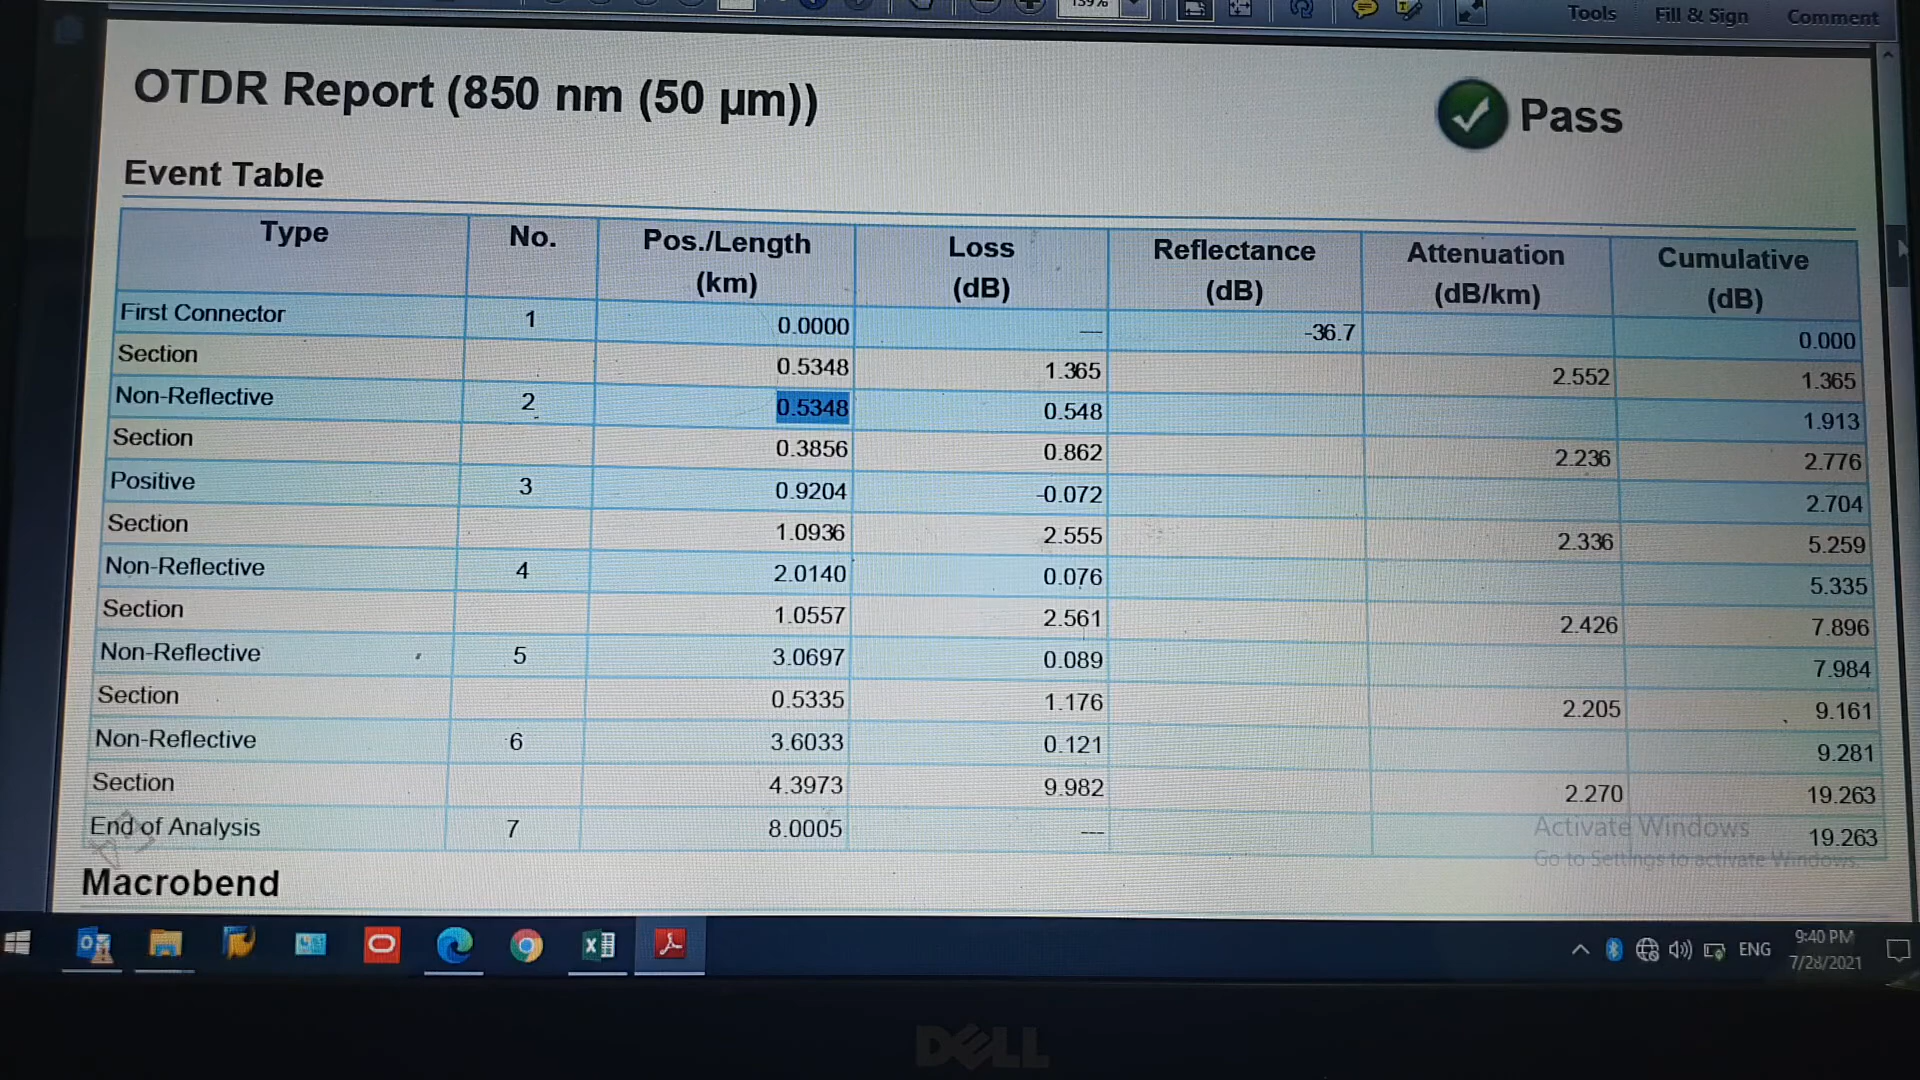 139%
Tools Fill & Sign Comment
OTDR Report (850 nm (50 µm))
Pass
Event Table
Type No. Pos./Length (km) Loss (dB) Reflectance (dB) Attenuation (dB/km) Cumulative (dB)
First Connector 1 0.0000 --- -36.7 0.000
Section 0.5348 1.365 2.552 1.365
Non-Reflective 2 0.5348 0.548 1.913
Section 0.3856 0.862 2.236 2.776
Positive 3 0.9204 -0.072 2.704
Section 1.0936 2.555 2.336 5.259
Non-Reflective 4 2.0140 0.076 5.335
Section 1.0557 2.561 2.426 7.896
Non-Reflective 5 3.0697 0.089 7.984
Section 0.5335 1.176 2.205 9.161
Non-Reflective 6 3.6033 0.121 9.281
Section 4.3973 9.982 2.270 19.263
End of Analysis 7 8.0005 --- 19.263
Activate Windows
Go to Settings to activate Windows.
Macrobend
ENG
9:40 PM
7/28/2021
DELL